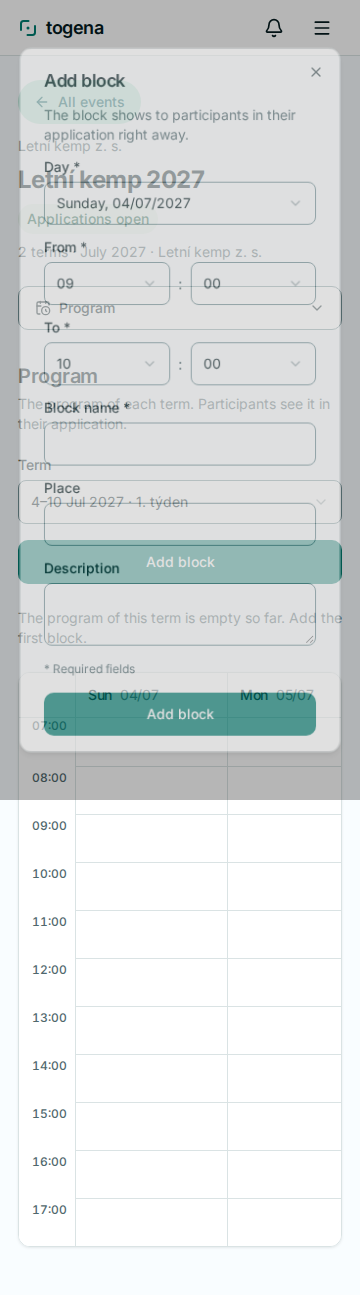 togena
Add block
All events
The block shows to participants in their
application right away.
Letní kemp z. s.
Day *
Letní kemp 2027
Sunday, 04/07/2027
Applications open
From *
2 terms · July 2027 · Letní kemp z. s.
09 : 00
Program
To *
10 : 00
Program
The program of each term. Participants see it in
their application.
Block name *
Term
Place
4–10 Jul 2027 · 1. týden
Add block
Description
The program of this term is empty so far. Add the
first block.
* Required fields
Sun 04/07 Mon 05/07
Add block
07:00
08:00
09:00
10:00
11:00
12:00
13:00
14:00
15:00
16:00
17:00